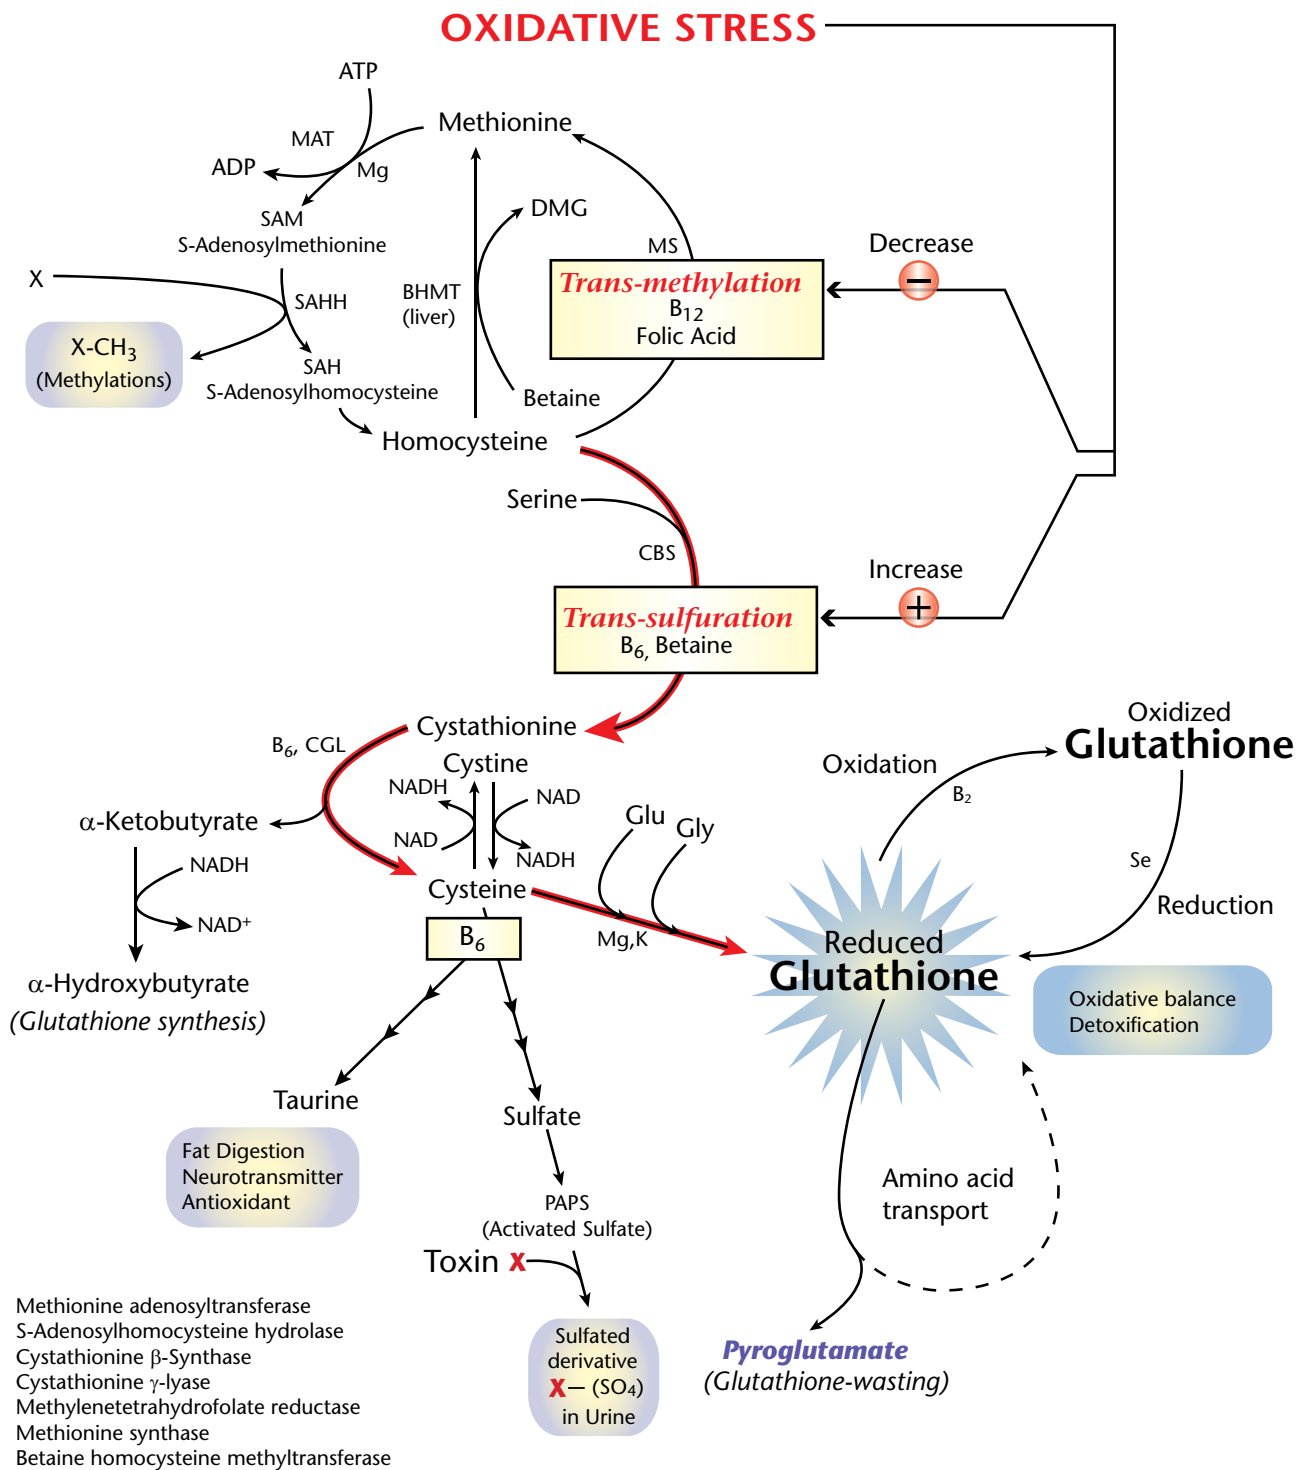 OXIDATIVE STRESS
ATP
Methionine
MAT
ADP
Mg
SAM
S-Adenosylmethionine
DMG
MS
Decrease
−
X
SAHH
BHMT
(liver)
Trans-methylation
B12
Folic Acid
X-CH3
(Methylations)
SAH
S-Adenosylhomocysteine
Betaine
Homocysteine
Serine
CBS
Increase
+
Trans-sulfuration
B6, Betaine
Cystathionine
B6, CGL
Cystine
NADH
NAD
NAD
NADH
Oxidized
Glutathione
Oxidation
B2
Glu
Gly
α-Ketobutyrate
NADH
NAD+
Cysteine
Se
Reduction
B6
Mg,K
Reduced
Glutathione
α-Hydroxybutyrate
(Glutathione synthesis)
Oxidative balance
Detoxification
Taurine
Sulfate
Fat Digestion
Neurotransmitter
Antioxidant
Amino acid
transport
PAPS
(Activated Sulfate)
Toxin X
Sulfated
derivative
X— (SO4)
in Urine
Pyroglutamate
(Glutathione-wasting)
Methionine adenosyltransferase
S-Adenosylhomocysteine hydrolase
Cystathionine β-Synthase
Cystathionine γ-lyase
Methylenetetrahydrofolate reductase
Methionine synthase
Betaine homocysteine methyltransferase